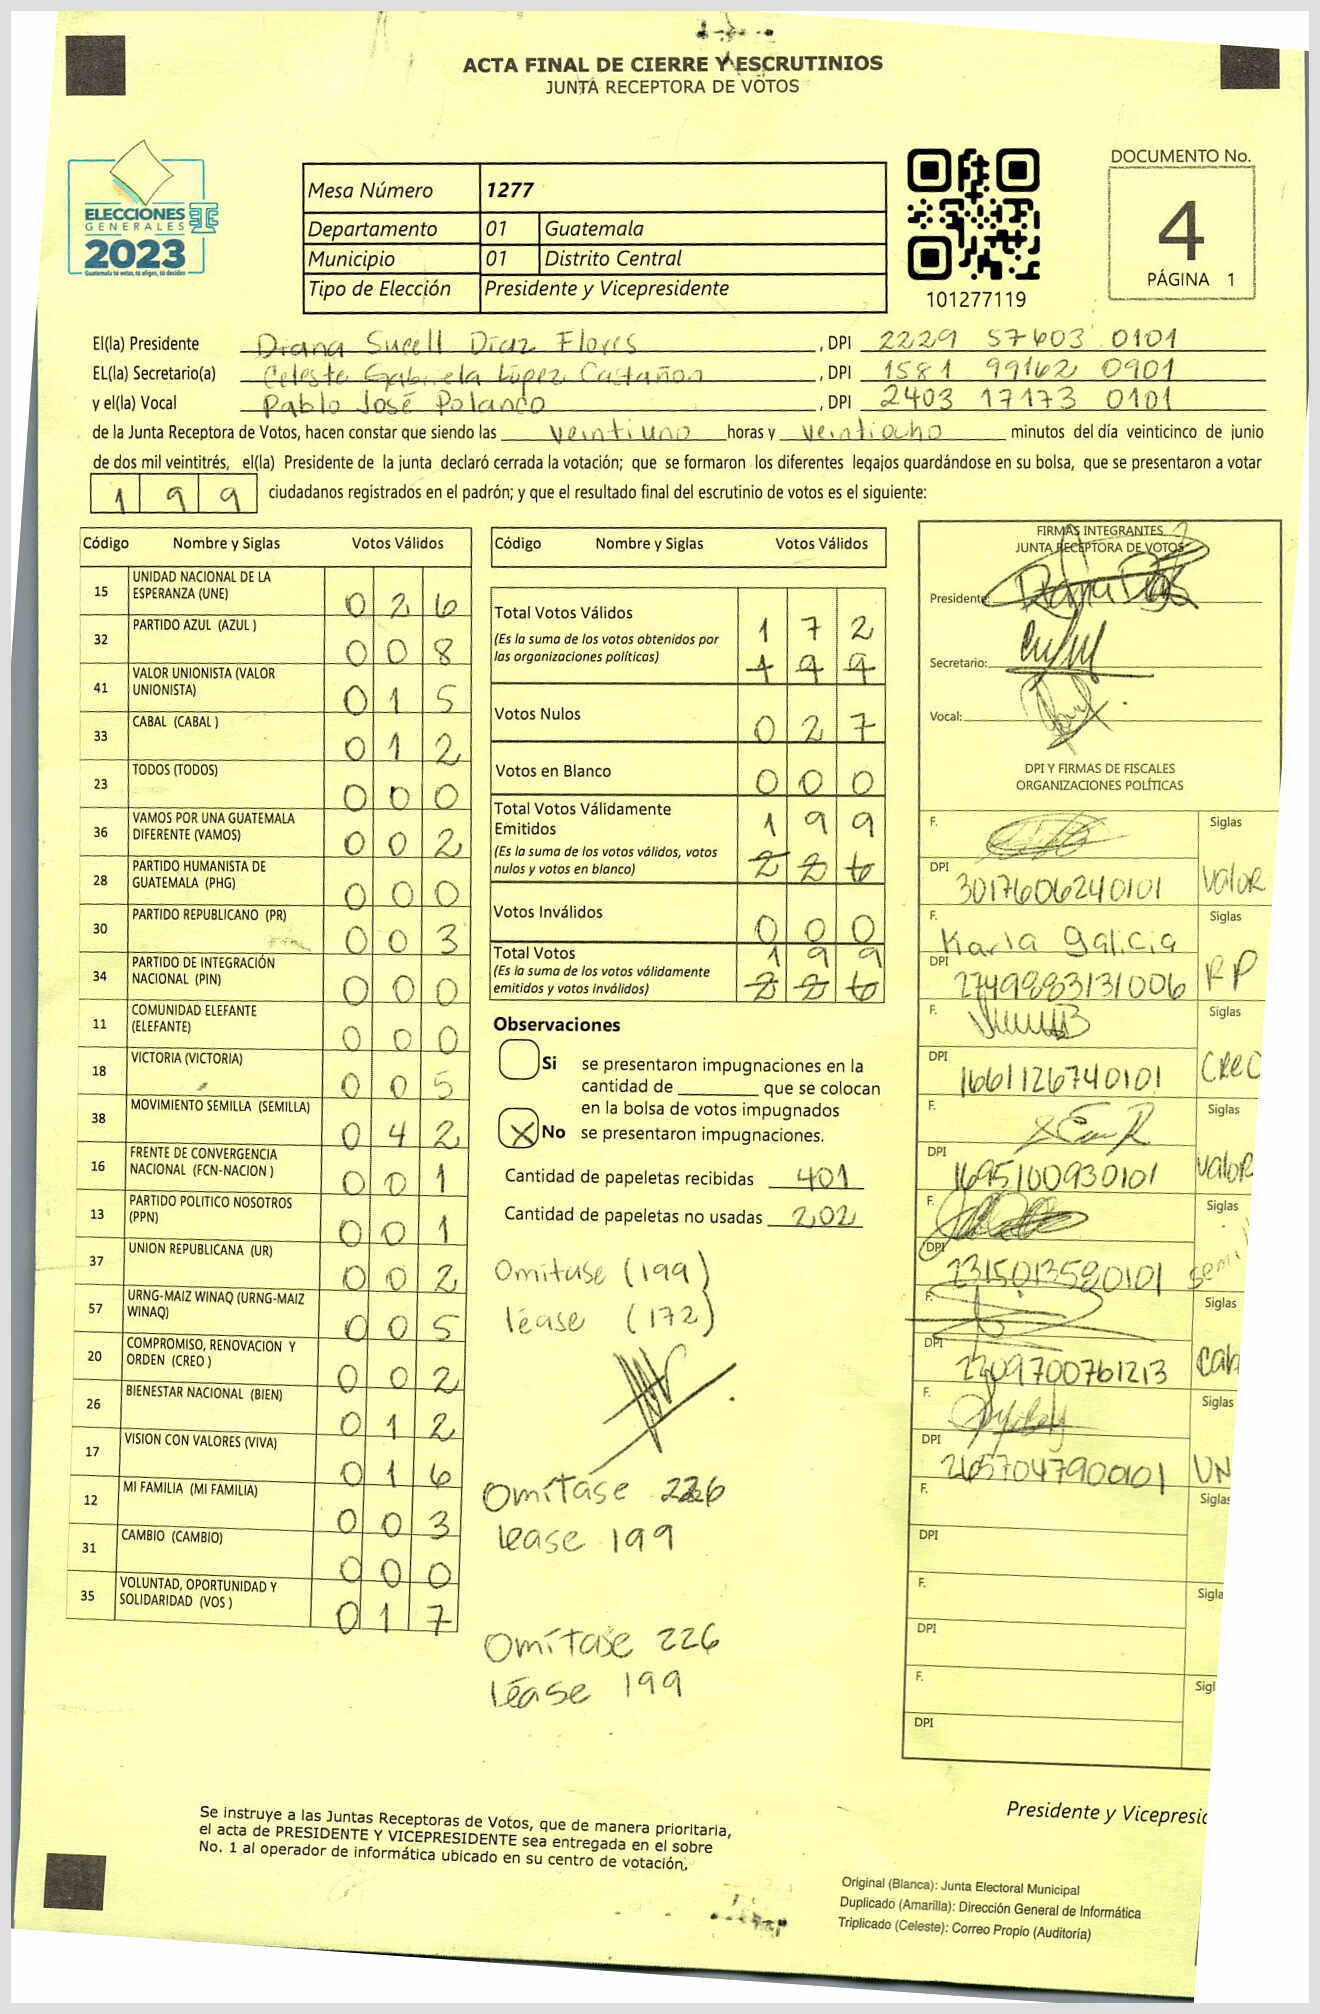 ACTA FINAL DE CIERRE Y ESCRUTINIOS
JUNTA RECEPTORA DE VOTOS
ELECCIONES
GENERALES
2023
Guatemala tú votas, tú eliges, tú decides
Mesa Número 1277
Departamento 01 Guatemala
Municipio 01 Distrito Central
Tipo de Elección Presidente y Vicepresidente
101277119
DOCUMENTO No.
4
PÁGINA 1
El(la) Presidente Diana Sucell Díaz Flores, DPI 2229 57603 0101
EL(la) Secretario(a) Celeste Gabriela López Castañon, DPI 1581 99162 0901
y el(la) Vocal Pablo José Polanco, DPI 2403 17173 0101
de la Junta Receptora de Votos, hacen constar que siendo las veintiuno horas y veintiocho minutos del día veinticinco de junio
de dos mil veintitrés, el(la) Presidente de la junta declaró cerrada la votación; que se formaron los diferentes legajos guardándose en su bolsa, que se presentaron a votar
1 9 9 ciudadanos registrados en el padrón; y que el resultado final del escrutinio de votos es el siguiente:
Código Nombre y Siglas Votos Válidos
15 UNIDAD NACIONAL DE LA
ESPERANZA (UNE) 0 2 6
32 PARTIDO AZUL (AZUL ) 0 0 8
41 VALOR UNIONISTA (VALOR
UNIONISTA) 0 1 5
33 CABAL (CABAL ) 0 1 2
23 TODOS (TODOS) 0 0 0
36 VAMOS POR UNA GUATEMALA
DIFERENTE (VAMOS) 0 0 2
28 PARTIDO HUMANISTA DE
GUATEMALA (PHG) 0 0 0
30 PARTIDO REPUBLICANO (PR) 0 0 3
34 PARTIDO DE INTEGRACIÓN
NACIONAL (PIN) 0 0 0
11 COMUNIDAD ELEFANTE
(ELEFANTE) 0 0 0
18 VICTORIA (VICTORIA) 0 0 5
38 MOVIMIENTO SEMILLA (SEMILLA) 0 4 2
16 FRENTE DE CONVERGENCIA
NACIONAL (FCN-NACION ) 0 0 1
13 PARTIDO POLITICO NOSOTROS
(PPN) 0 0 1
37 UNION REPUBLICANA (UR) 0 0 2
57 URNG-MAIZ WINAQ (URNG-MAIZ
WINAQ) 0 0 5
20 COMPROMISO, RENOVACION Y
ORDEN (CREO ) 0 0 2
26 BIENESTAR NACIONAL (BIEN) 0 1 2
17 VISION CON VALORES (VIVA) 0 1 6
12 MI FAMILIA (MI FAMILIA) 0 0 3
31 CAMBIO (CAMBIO) 0 0 0
35 VOLUNTAD, OPORTUNIDAD Y
SOLIDARIDAD (VOS ) 0 1 7
Código Nombre y Siglas Votos Válidos
Total Votos Válidos 1 7 2
(Es la suma de los votos obtenidos por
las organizaciones políticas) 1 9 9
Votos Nulos 0 2 7
Votos en Blanco 0 0 0
Total Votos Válidamente
Emitidos 1 9 9
(Es la suma de los votos válidos, votos
nulos y votos en blanco) 2 2 6
Votos Inválidos 0 0 0
Total Votos 1 9 9
(Es la suma de los votos válidamente
emitidos y votos inválidos) 2 2 6
Observaciones
Si se presentaron impugnaciones en la
cantidad de ________ que se colocan
en la bolsa de votos impugnados
X No se presentaron impugnaciones.
Cantidad de papeletas recibidas 401
Cantidad de papeletas no usadas 202
Omitase (199)
léase (172)
Omítase 226
lease 199
Omítase 226
léase 199
FIRMAS INTEGRANTES
JUNTA RECEPTORA DE VOTOS
Presidente:
Secretario:
Vocal:
DPI Y FIRMAS DE FISCALES
ORGANIZACIONES POLÍTICAS
F. Siglas
DPI 3017606240101 Valor
F. Karla Galicia Siglas
DPI 2749883131006 RP
F. Siglas
DPI 1661126740101 CREO
F. Siglas
DPI 1695100930101 Valor
F. Siglas
DPI 2315013580101 Semi
F. Siglas
DPI 2209700761213 Cab
F. Siglas
DPI 2657047900101 UN
F. Siglas
DPI
F. Sigla
DPI
F. Sigl
DPI
Se instruye a las Juntas Receptoras de Votos, que de manera prioritaria,
el acta de PRESIDENTE Y VICEPRESIDENTE sea entregada en el sobre
No. 1 al operador de informática ubicado en su centro de votación.
Presidente y Vicepresid
Original (Blanca): Junta Electoral Municipal
Duplicado (Amarilla): Dirección General de Informática
Triplicado (Celeste): Correo Propio (Auditoría)